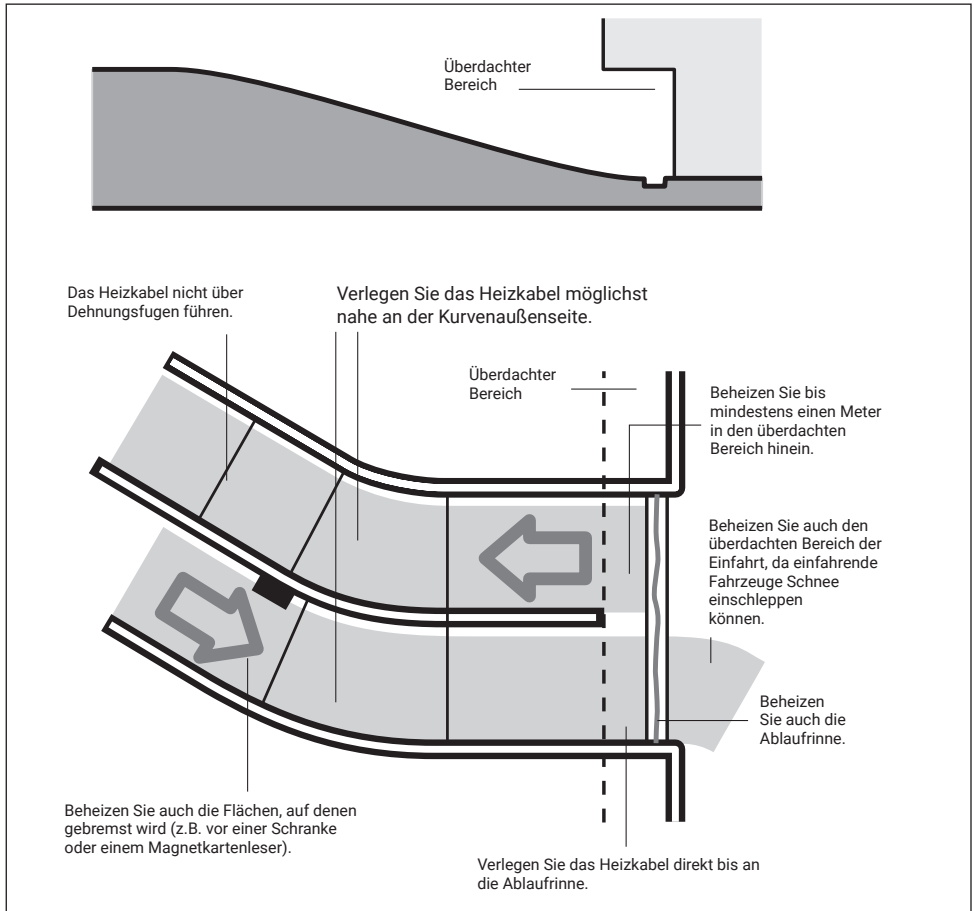 Überdachter
Bereich
Das Heizkabel nicht über
Dehnungsfugen führen.
Verlegen Sie das Heizkabel möglichst
nahe an der Kurvenaußenseite.
Überdachter
Bereich
Beheizen Sie bis
mindestens einen Meter
in den überdachten
Bereich hinein.
Beheizen Sie auch den
überdachten Bereich der
Einfahrt, da einfahrende
Fahrzeuge Schnee
einschleppen
können.
Beheizen
Sie auch die
Ablaufrinne.
Beheizen Sie auch die Flächen, auf denen
gebremst wird (z.B. vor einer Schranke
oder einem Magnetkartenleser).
Verlegen Sie das Heizkabel direkt bis an
die Ablaufrinne.